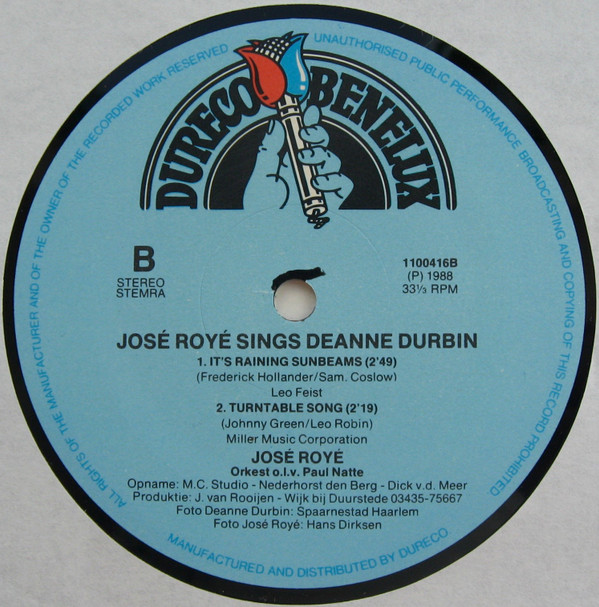 DURECO BENELUX
ALL RIGHTS OF THE MANUFACTURER AND OF THE OWNER OF THE RECORDED WORK RESERVED
UNAUTHORISED PUBLIC PERFORMANCE BROADCASTING AND COPYING OF THIS RECORD PROHIBITED
B
STEREO
STEMRA
1100416B
(P) 1988
33⅓ RPM
JOSÉ ROYÉ SINGS DEANNE DURBIN
1. IT'S RAINING SUNBEAMS (2'49)
(Frederick Hollander/Sam. Coslow)
Leo Feist
2. TURNTABLE SONG (2'19)
(Johnny Green/Leo Robin)
Miller Music Corporation
JOSÉ ROYÉ
Orkest o.l.v. Paul Natte
Opname: M.C. Studio - Nederhorst den Berg - Dick v.d. Meer
Produktie: J. van Rooijen - Wijk bij Duurstede 03435-75667
Foto Deanne Durbin: Spaarnestad Haarlem
Foto José Royé: Hans Dirksen
MANUFACTURED AND DISTRIBUTED BY DURECO.